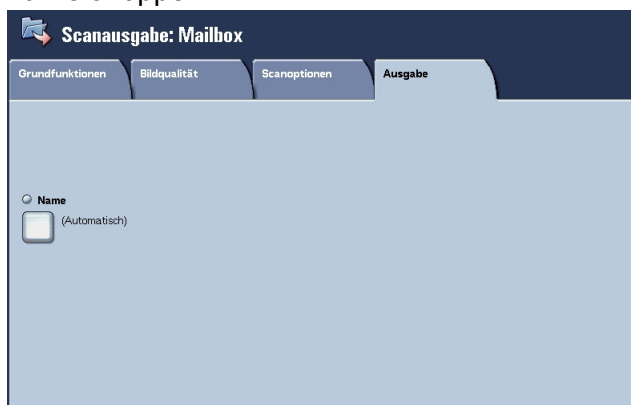 Scanausgabe: Mailbox
Grundfunktionen Bildqualität Scanoptionen Ausgabe
Name
(Automatisch)